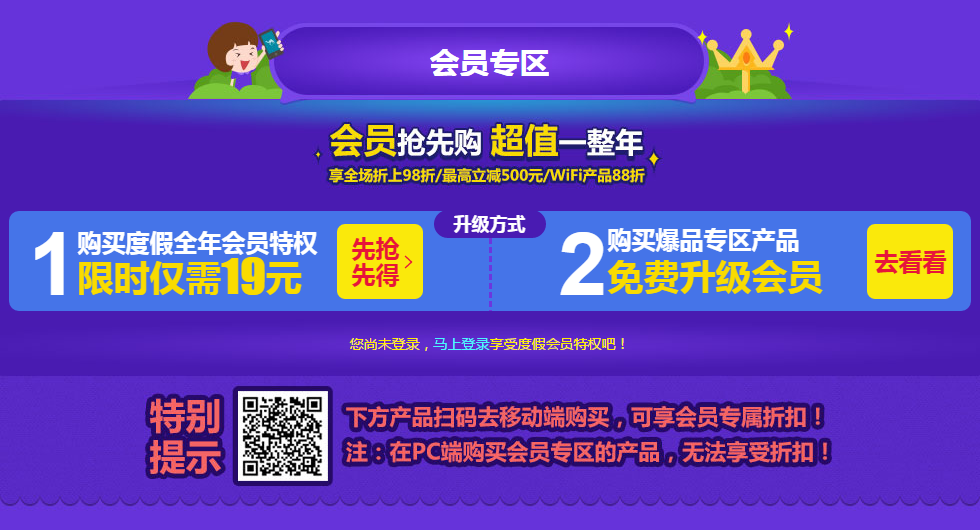 会员专区
会员抢先购 超值一整年
享全场折上98折/最高立减500元/WiFi产品88折
升级方式
1 购买度假全年会员特权
限时仅需19元
先抢
先得
2 购买爆品专区产品
免费升级会员
去看看
您尚未登录，马上登录享受度假会员特权吧！
特别
提示
下方产品扫码去移动端购买，可享会员专属折扣！
注：在PC端购买会员专区的产品，无法享受折扣！